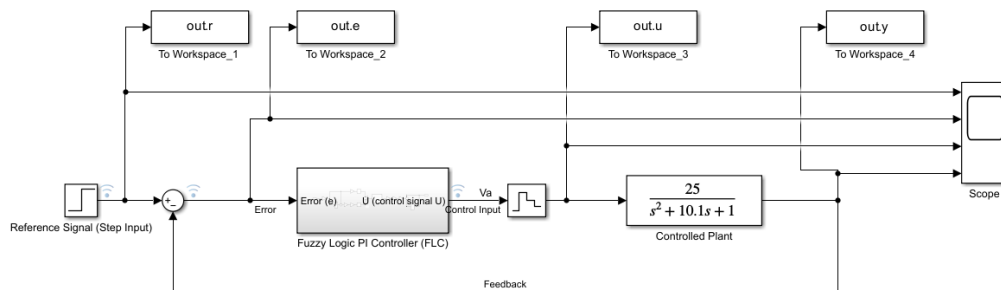 out.r
To Workspace_1
out.e
To Workspace_2
out.u
To Workspace_3
out.y
To Workspace_4
Scope
Reference Signal (Step Input)
+
−
Error
Error (e)
U (control signal U)
Fuzzy Logic PI Controller (FLC)
Va
Control Input
25
s² + 10.1s + 1
Controlled Plant
Feedback